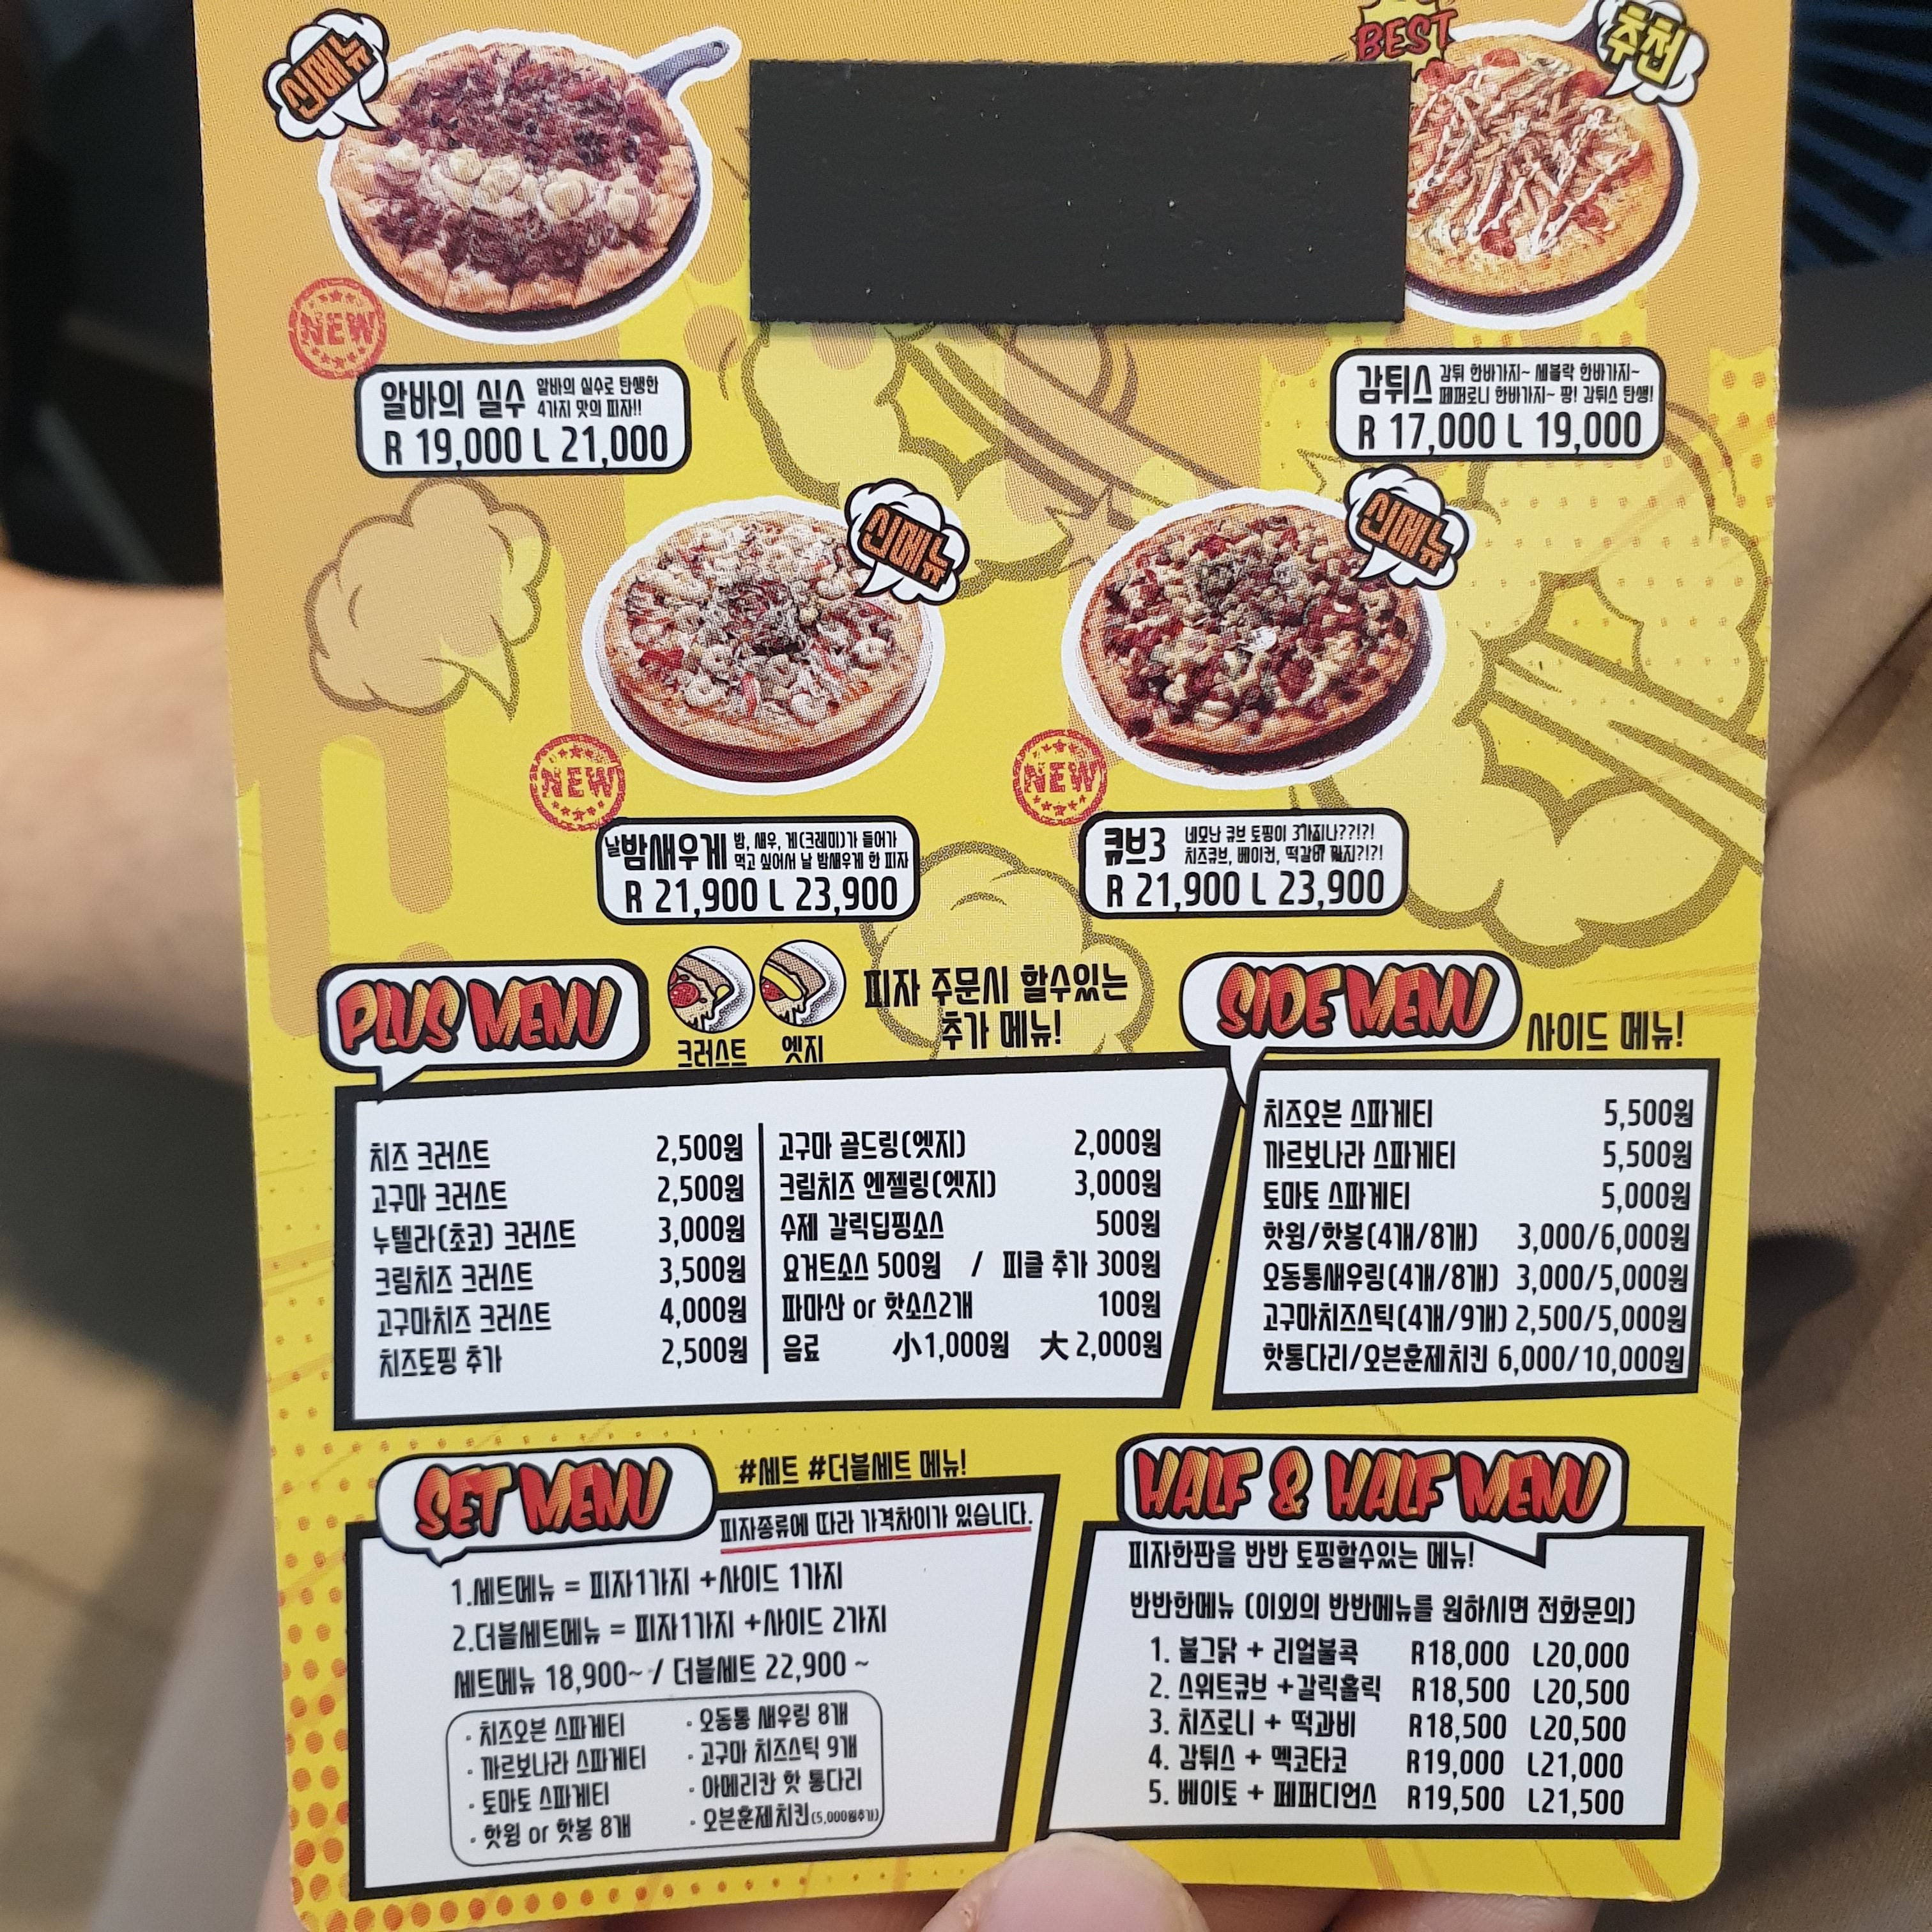 신메뉴
BEST
추천
NEW
알바의 실수 알바의 실수로 탄생한
4가지 맛의 피자!!
R 19,000 L 21,000
감튀스 감튀 한바가지~ 세블락 한바가지~
페퍼로니 한바가지~ 팡! 감튀스 탄생!
R 17,000 L 19,000
신메뉴
신메뉴
NEW
NEW
날밤새우게 밤, 새우, 게(크레미)가 들어가
먹고 싶어서 날 밤새우게 한 피자
R 21,900 L 23,900
큐브3 네모난 큐브 토핑이 3가지나??!?!
치즈큐브, 베이컨, 떡갈비 까지?!?!
R 21,900 L 23,900
PLUS MENU
크러스트 엣지
피자 주문시 할수있는
추가 메뉴!
치즈 크러스트 2,500원
고구마 크러스트 2,500원
누텔라(초코) 크러스트 3,000원
크림치즈 크러스트 3,500원
고구마치즈 크러스트 4,000원
치즈토핑 추가 2,500원
고구마 골드링(엣지) 2,000원
크림치즈 엔젤링(엣지) 3,000원
수제 갈릭딥핑소스 500원
요거트소스 500원 / 피클 추가 300원
파마산 or 핫소스2개 100원
음료 小1,000원 大2,000원
SIDE MENU
사이드 메뉴!
치즈오븐 스파게티 5,500원
까르보나라 스파게티 5,500원
토마토 스파게티 5,000원
핫윙/핫봉(4개/8개) 3,000/6,000원
오동통새우링(4개/8개) 3,000/5,000원
고구마치즈스틱(4개/9개) 2,500/5,000원
핫통다리/오븐훈제치킨 6,000/10,000원
SET MENU
#세트 #더블세트 메뉴!
피자종류에 따라 가격차이가 있습니다.
1.세트메뉴 = 피자1가지 +사이드 1가지
2.더블세트메뉴 = 피자1가지 +사이드 2가지
세트메뉴 18,900~ / 더블세트 22,900 ~
· 치즈오븐 스파게티
· 까르보나라 스파게티
· 토마토 스파게티
· 핫윙 or 핫봉 8개
· 오동통 새우링 8개
· 고구마 치즈스틱 9개
· 아메리칸 핫 통다리
· 오븐훈제치킨(5,000원추가)
HALF & HALF MENU
피자한판을 반반 토핑할수있는 메뉴!
반반한메뉴 (이외의 반반메뉴를 원하시면 전화문의)
1. 불그닭 + 리얼불콕 R18,000 L20,000
2. 스위트큐브 +갈릭홀릭 R18,500 L20,500
3. 치즈로니 + 떡과비 R18,500 L20,500
4. 감튀스 + 멕코타코 R19,000 L21,000
5. 베이토 + 페퍼디언스 R19,500 L21,500